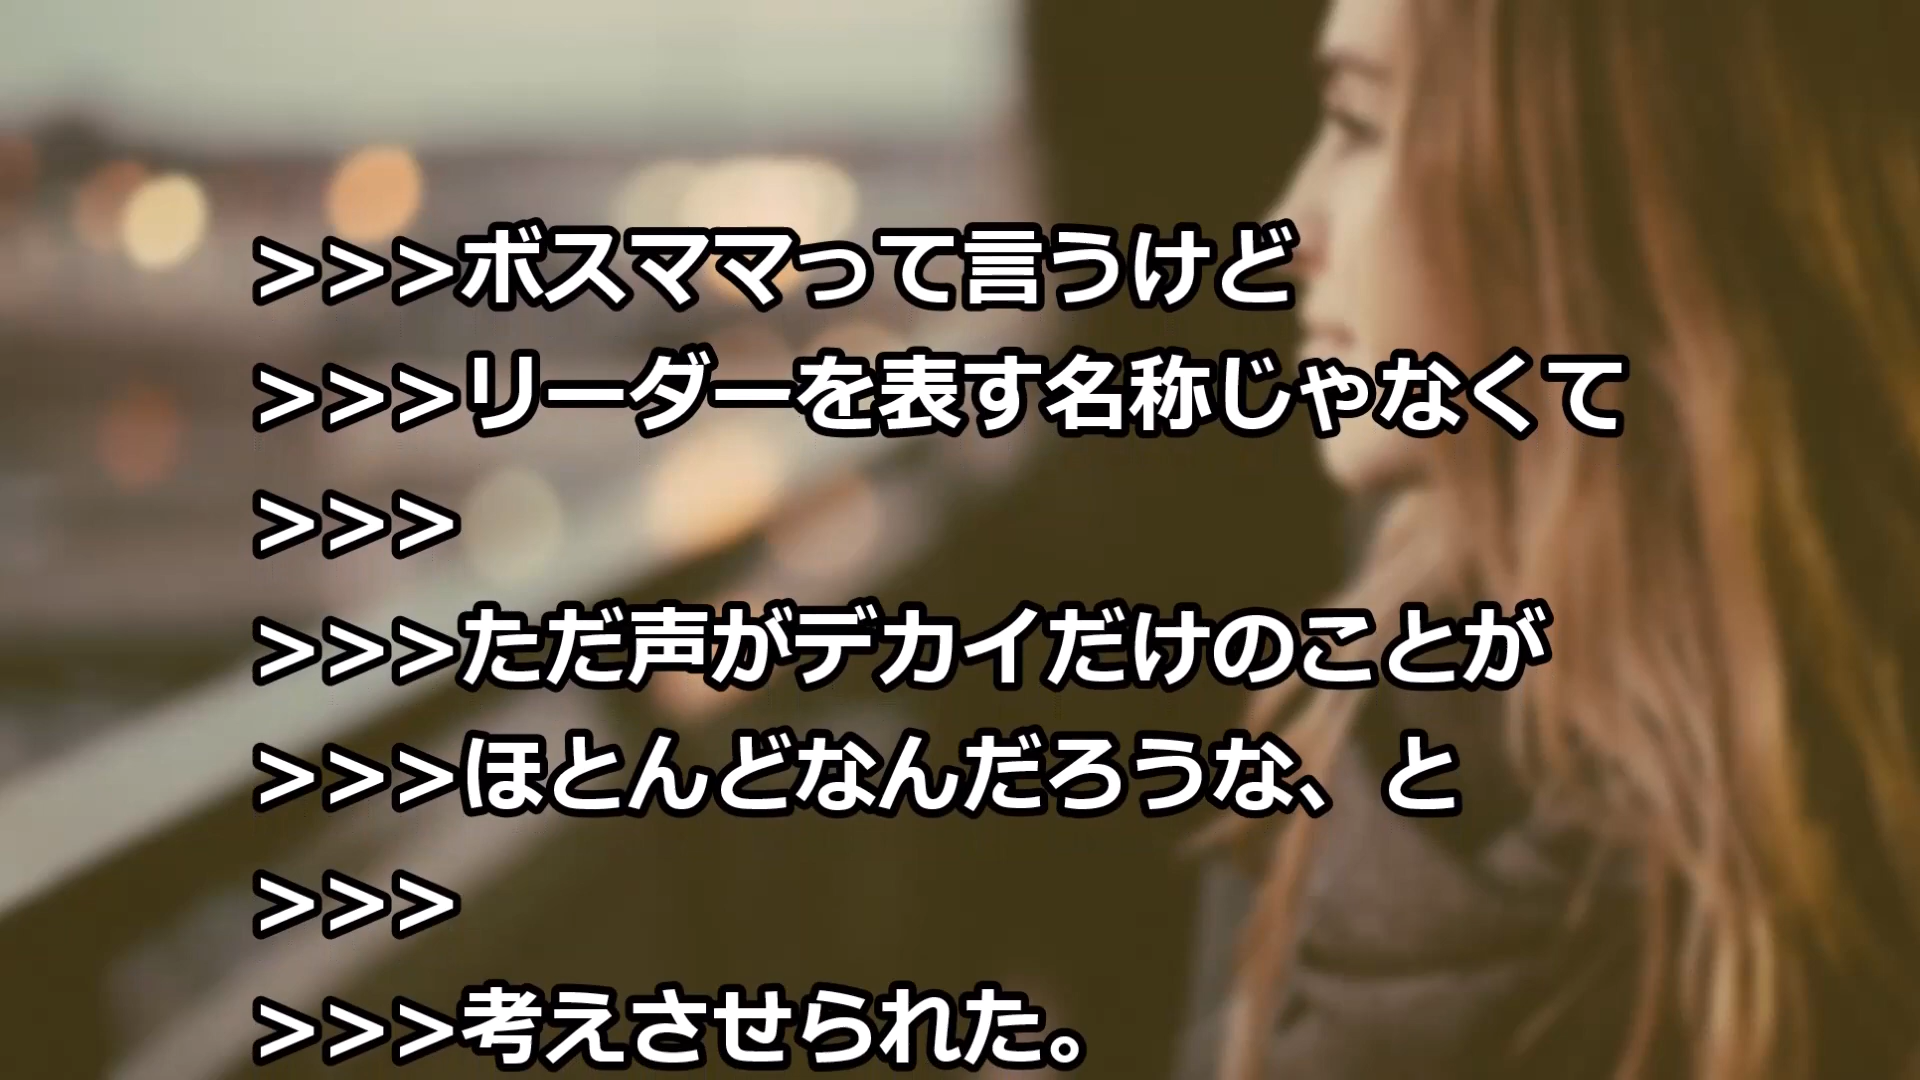 >>>ボスママって言うけど
>>>リーダーを表す名称じゃなくて
>>>
>>>ただ声がデカイだけのことが
>>>ほとんどなんだろうな、と
>>>
>>>考えさせられた。